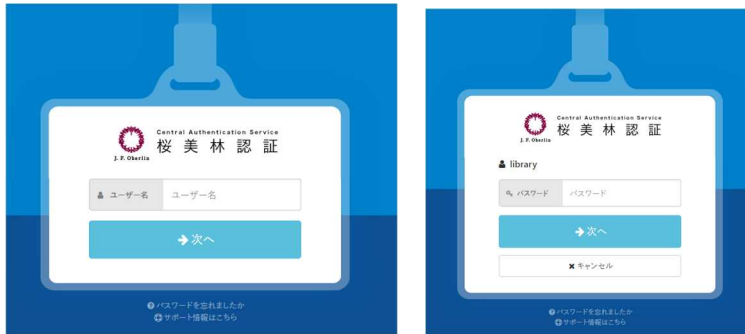 Central Authentication Service
桜美林認証
J. F. Oberlin
ユーザー名 ユーザー名
次へ
パスワードを忘れましたか
サポート情報はこちら
Central Authentication Service
桜美林認証
J. F. Oberlin
library
パスワード パスワード
次へ
キャンセル
パスワードを忘れましたか
サポート情報はこちら